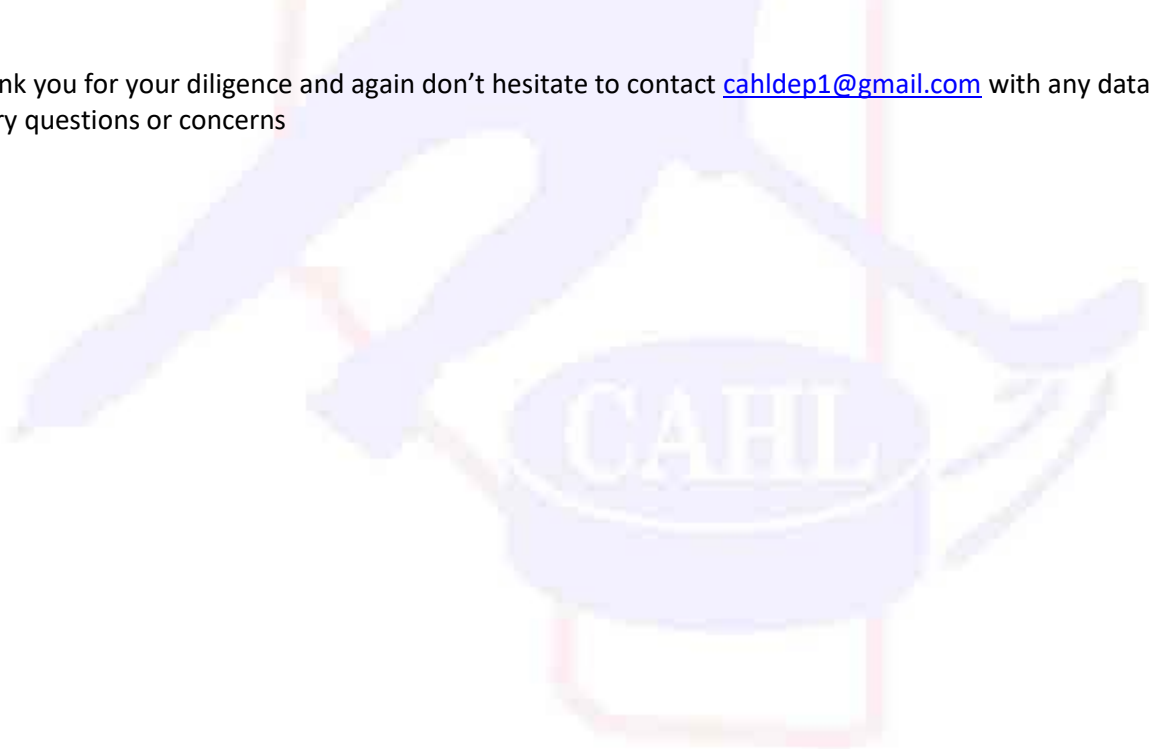 nk you for your diligence and again don’t hesitate to contact cahldep1@gmail.com with any data
ry questions or concerns
CAHL